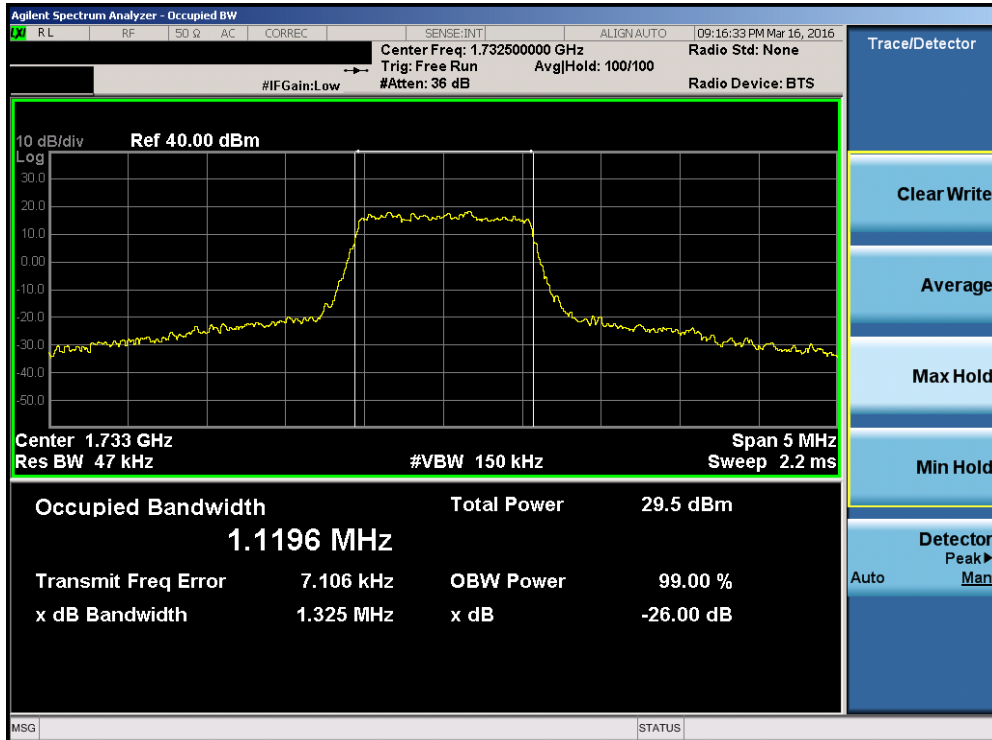 Agilent Spectrum Analyzer - Occupied BW
LXI RL RF 50 Ω AC CORREC SENSE:INT ALIGN AUTO 09:16:33 PM Mar 16, 2016
Center Freq: 1.732500000 GHz Radio Std: None
Trig: Free Run Avg|Hold: 100/100
#IFGain:Low #Atten: 36 dB Radio Device: BTS
10 dB/div Ref 40.00 dBm
Log
30.0
20.0
10.0
0.00
-10.0
-20.0
-30.0
-40.0
-50.0
Center 1.733 GHz Span 5 MHz
Res BW 47 kHz #VBW 150 kHz Sweep 2.2 ms
Occupied Bandwidth Total Power 29.5 dBm
1.1196 MHz
Transmit Freq Error 7.106 kHz OBW Power 99.00 %
x dB Bandwidth 1.325 MHz x dB -26.00 dB
MSG STATUS
Trace/Detector
Clear Write
Average
Max Hold
Min Hold
Detector
Peak▶
Auto Man